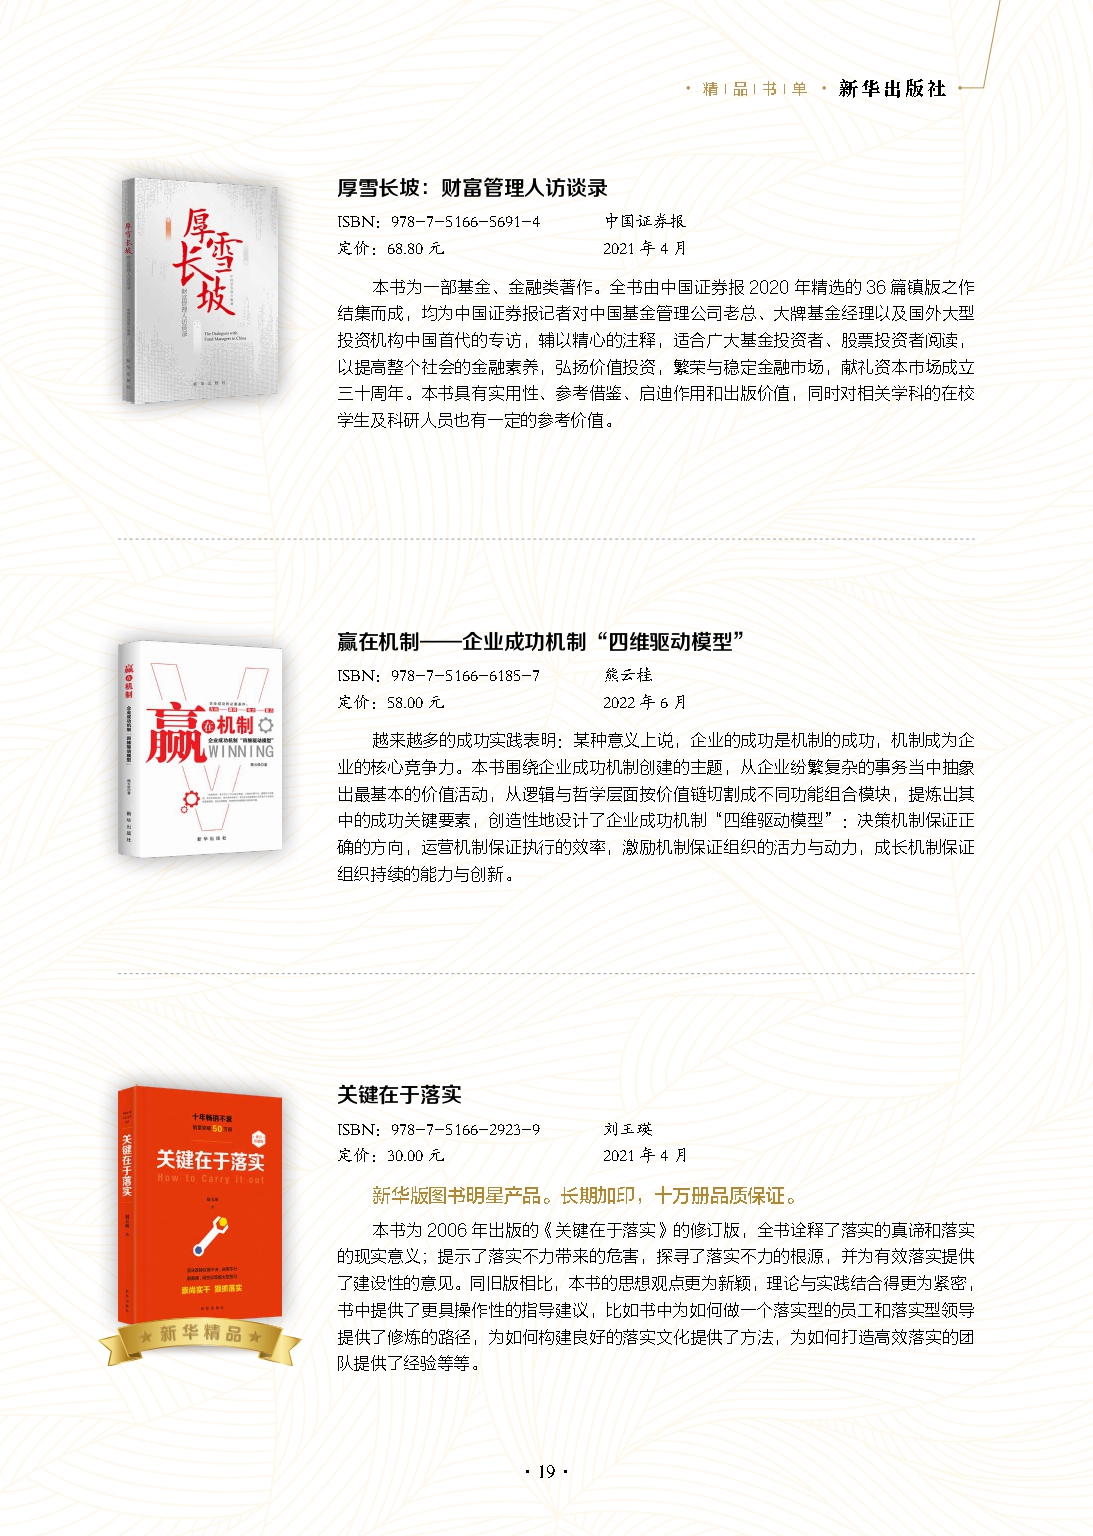 ·精|品|书|单· 新华出版社
厚雪长坡
厚雪长坡
财富管理人访谈录
The Dialogues with
Fund Managers in China
新华出版社
厚雪长坡：财富管理人访谈录
ISBN：978-7-5166-5691-4 中国证券报
定价：68.80 元 2021 年 4 月
本书为一部基金、金融类著作。全书由中国证券报 2020 年精选的 36 篇镇版之作
结集而成，均为中国证券报记者对中国基金管理公司老总、大牌基金经理以及国外大型
投资机构中国首代的专访，辅以精心的注释，适合广大基金投资者、股票投资者阅读，
以提高整个社会的金融素养，弘扬价值投资，繁荣与稳定金融市场，献礼资本市场成立
三十周年。本书具有实用性、参考借鉴、启迪作用和出版价值，同时对相关学科的在校
学生及科研人员也有一定的参考价值。
赢在机制
企业成功机制“四维驱动模型”
新华出版社
赢在机制
企业成功机制“四维驱动模型”
WINNING
新华出版社
赢在机制——企业成功机制“四维驱动模型”
ISBN：978-7-5166-6185-7 熊云桂
定价：58.00 元 2022 年 6 月
越来越多的成功实践表明：某种意义上说，企业的成功是机制的成功，机制成为企
业的核心竞争力。本书围绕企业成功机制创建的主题，从企业纷繁复杂的事务当中抽象
出最基本的价值活动，从逻辑与哲学层面按价值链切割成不同功能组合模块，提炼出其
中的成功关键要素，创造性地设计了企业成功机制“四维驱动模型”：决策机制保证正
确的方向，运营机制保证执行的效率，激励机制保证组织的活力与动力，成长机制保证
组织持续的能力与创新。
关键在于落实
十年畅销不衰
销量突破50万册
关键在于落实
How to Carry it out
崇尚实干 狠抓落实
新华出版社
★新华精品★
关键在于落实
ISBN：978-7-5166-2923-9 刘玉瑛
定价：30.00 元 2021 年 4 月
新华版图书明星产品。长期加印，十万册品质保证。
本书为 2006 年出版的《关键在于落实》的修订版，全书诠释了落实的真谛和落实
的现实意义；提示了落实不力带来的危害，探寻了落实不力的根源，并为有效落实提供
了建设性的意见。同旧版相比，本书的思想观点更为新颖，理论与实践结合得更为紧密，
书中提供了更具操作性的指导建议，比如书中为如何做一个落实型的员工和落实型领导
提供了修炼的路径，为如何构建良好的落实文化提供了方法，为如何打造高效落实的团
队提供了经验等等。
· 19 ·